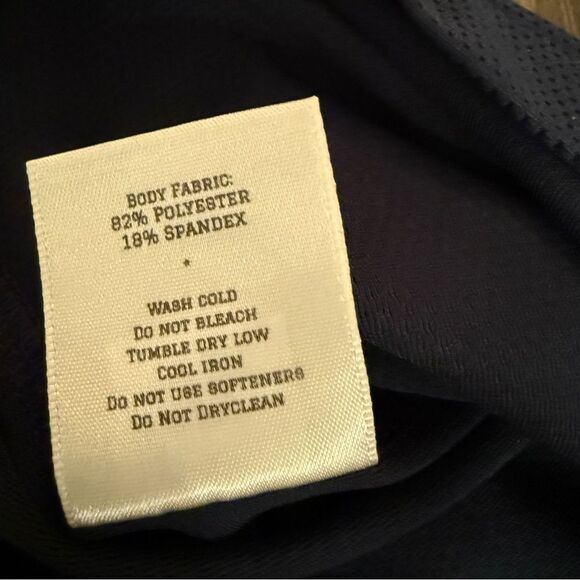 BODY FABRIC:
82% POLYESTER
18% SPANDEX
*
WASH COLD
DO NOT BLEACH
TUMBLE DRY LOW
COOL IRON
DO NOT USE SOFTENERS
DO NOT DRYCLEAN